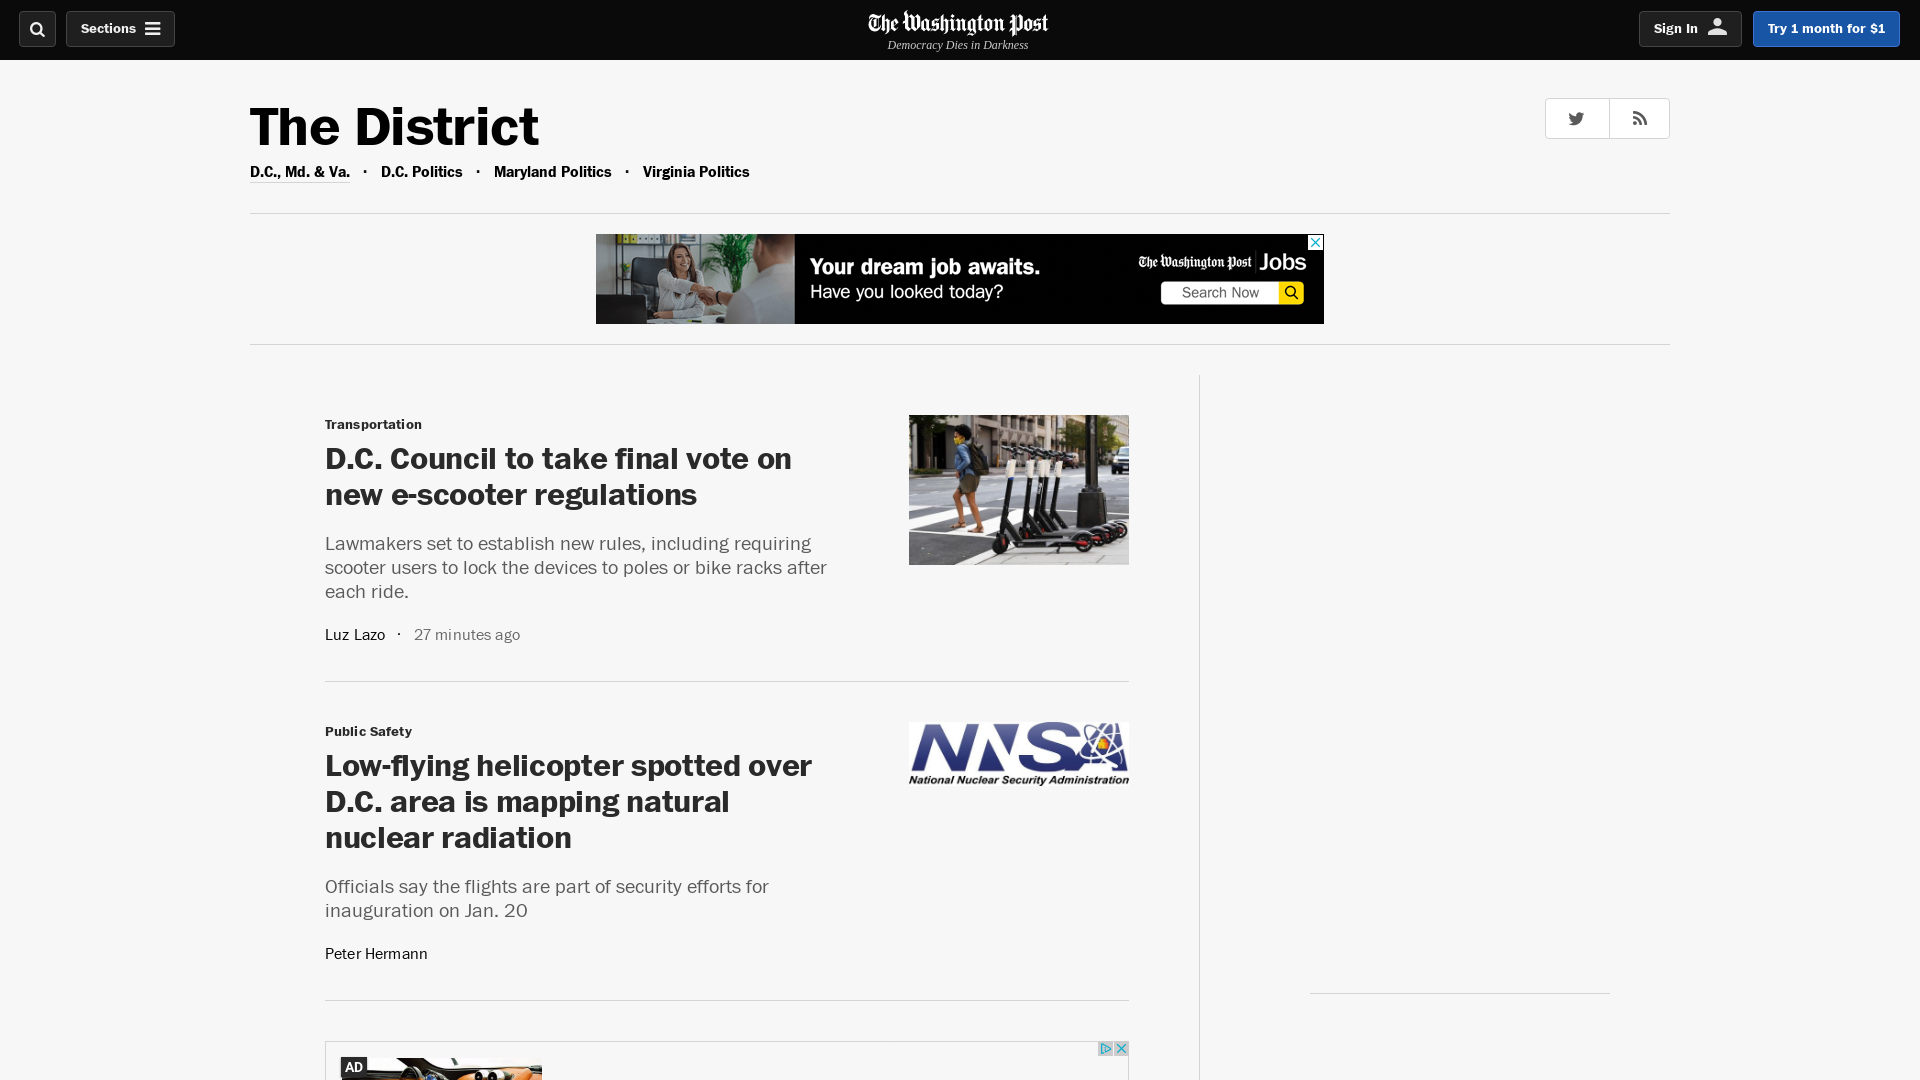 Sections
The Washington Post
Democracy Dies in Darkness
Sign In
Try 1 month for $1
The District
D.C., Md. & Va. · D.C. Politics · Maryland Politics · Virginia Politics
Your dream job awaits.
Have you looked today?
The Washington Post Jobs
Search Now
Transportation
D.C. Council to take final vote on
new e-scooter regulations
Lawmakers set to establish new rules, including requiring
scooter users to lock the devices to poles or bike racks after
each ride.
Luz Lazo · 27 minutes ago
Public Safety
Low-flying helicopter spotted over
D.C. area is mapping natural
nuclear radiation
Officials say the flights are part of security efforts for
inauguration on Jan. 20
Peter Hermann
NNSA
National Nuclear Security Administration
AD